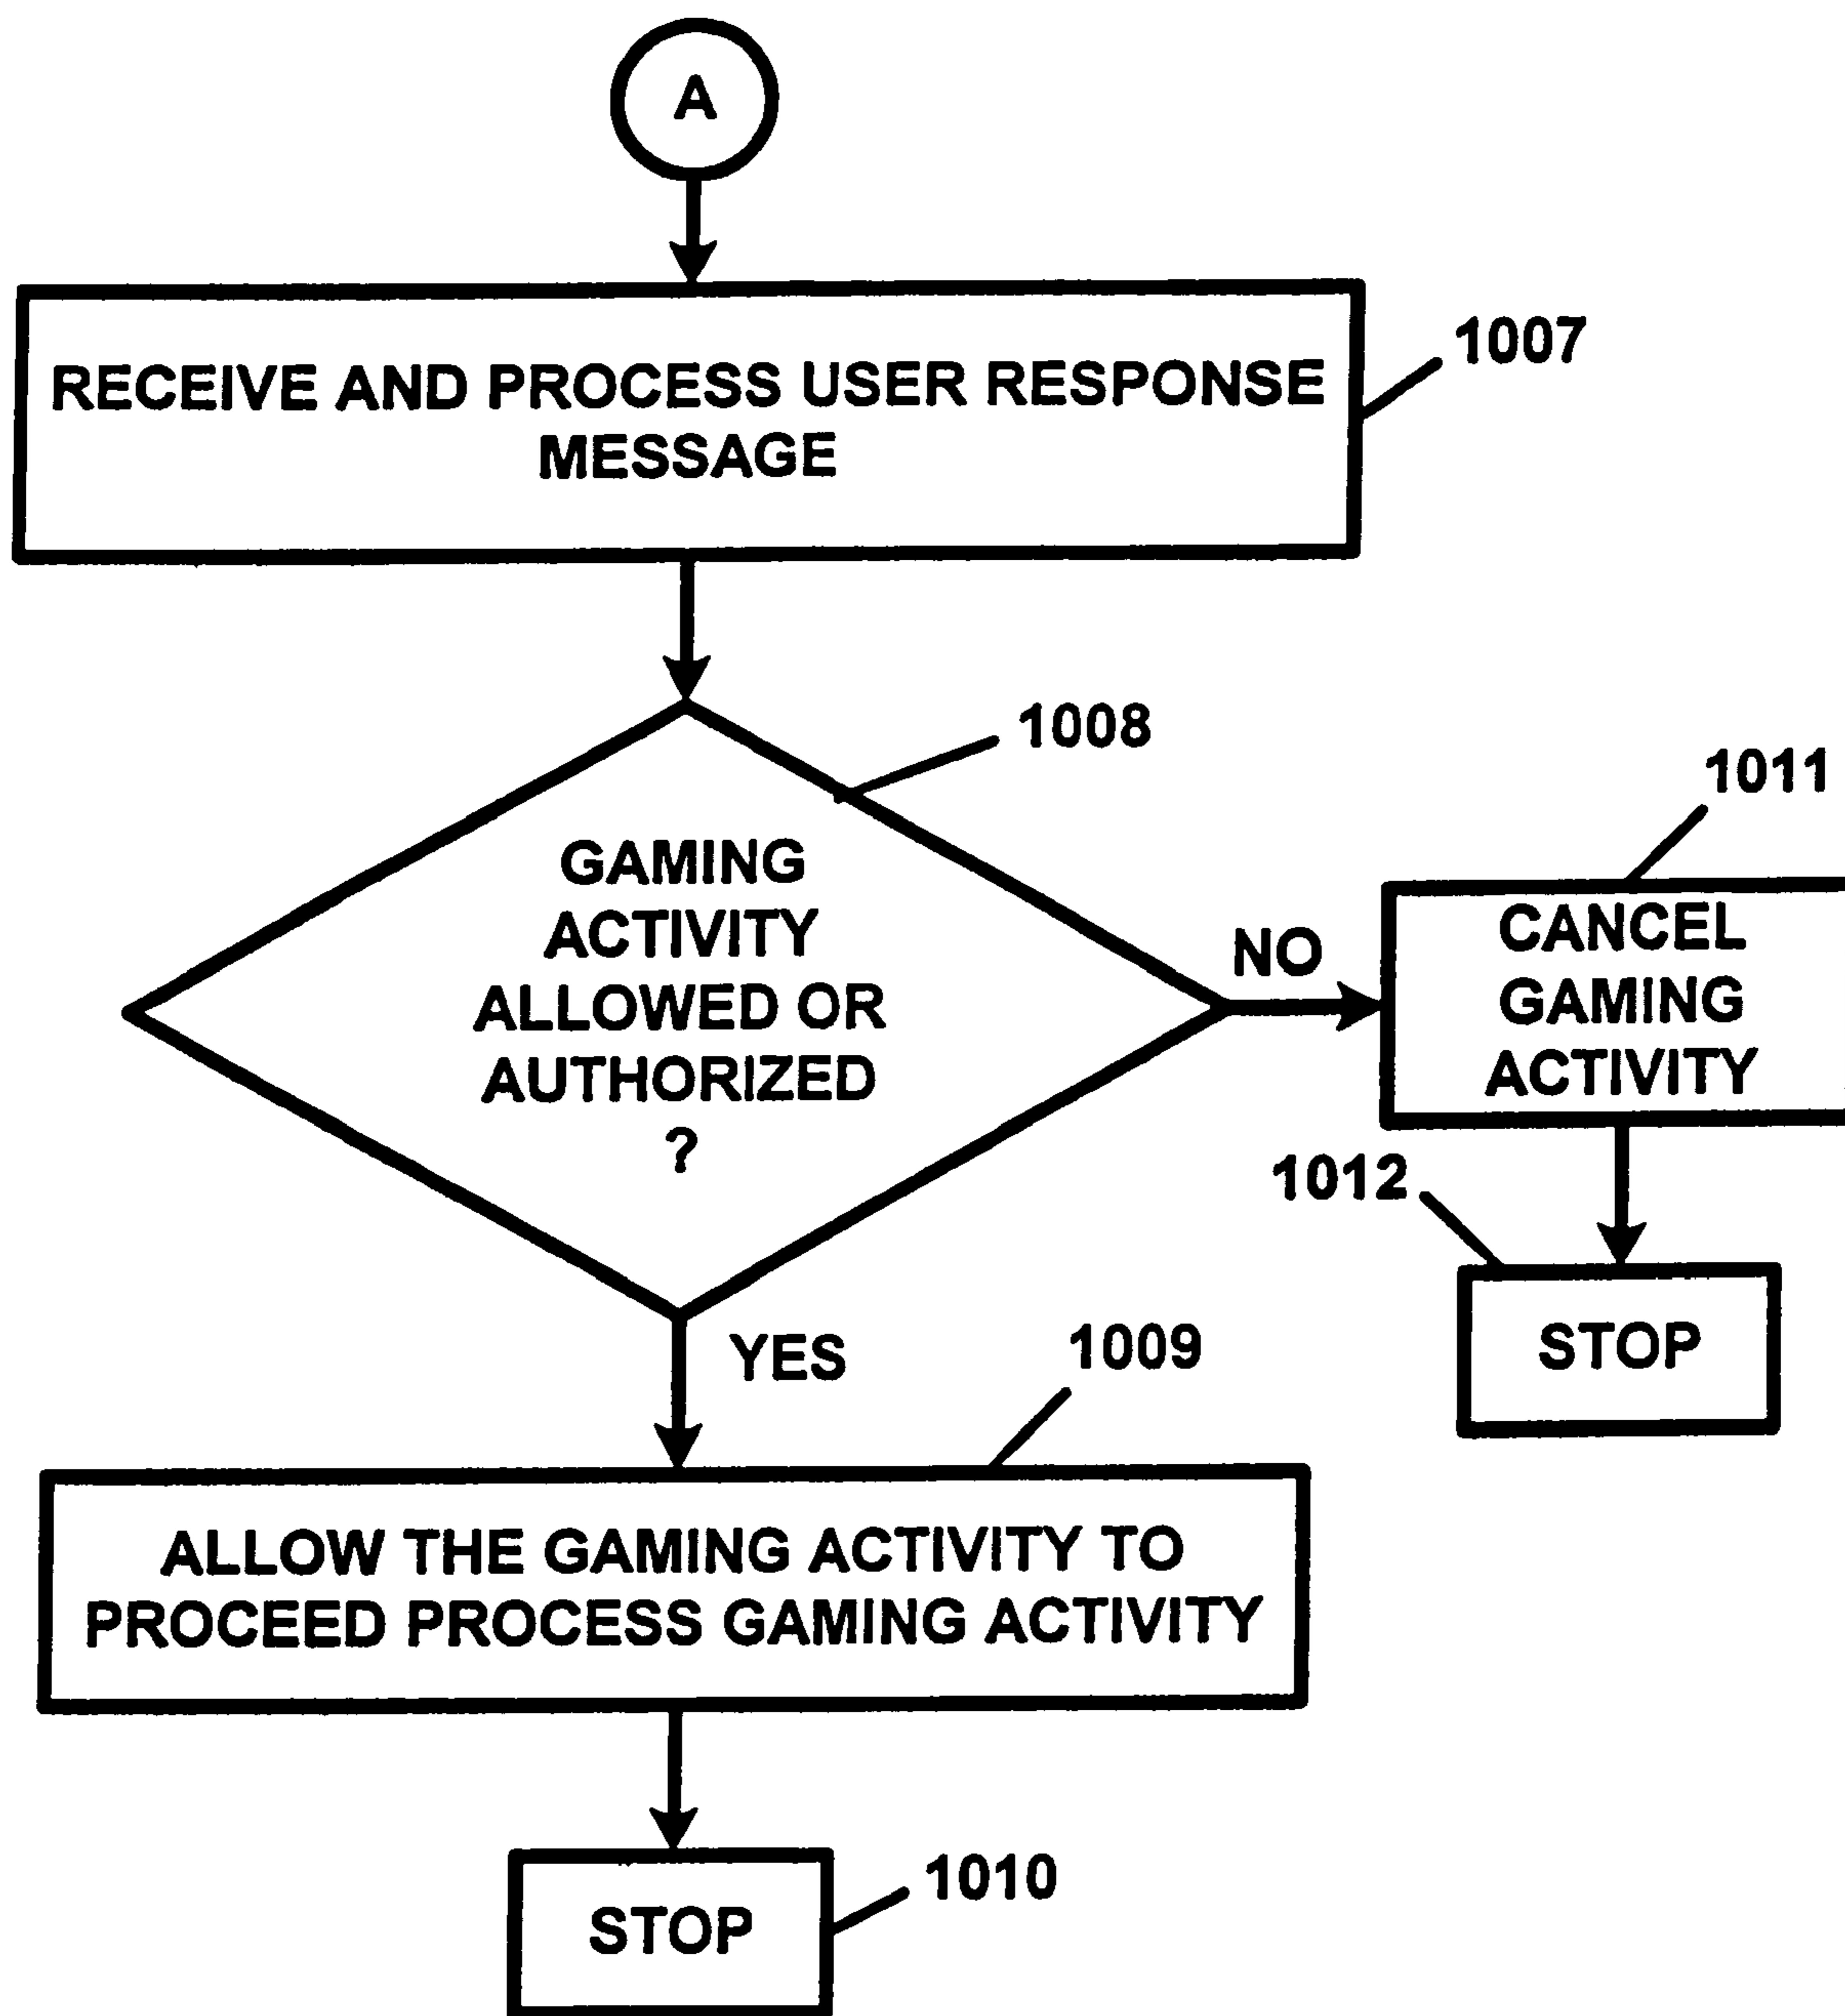 A
RECEIVE AND PROCESS USER RESPONSE
MESSAGE
1007
1008
GAMING
ACTIVITY
ALLOWED OR
AUTHORIZED
?
NO
1011
CANCEL
GAMING
ACTIVITY
1012
STOP
YES
1009
ALLOW THE GAMING ACTIVITY TO
PROCEED PROCESS GAMING ACTIVITY
STOP
1010